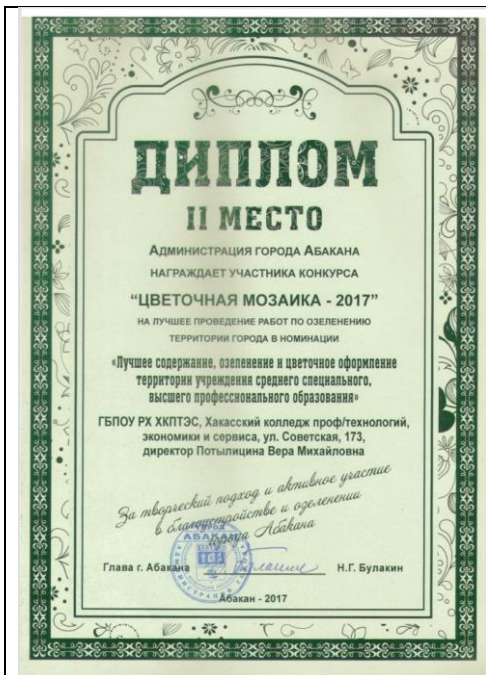 ДИПЛОМ
II МЕСТО
АДМИНИСТРАЦИЯ ГОРОДА АБАКАНА
НАГРАЖДАЕТ УЧАСТНИКА КОНКУРСА
“ЦВЕТОЧНАЯ МОЗАИКА - 2017”
НА ЛУЧШЕЕ ПРОВЕДЕНИЕ РАБОТ ПО ОЗЕЛЕНЕНИЮ
ТЕРРИТОРИИ ГОРОДА В НОМИНАЦИИ
«Лучшее содержание, озеленение и цветочное оформление
территории учреждения среднего специального,
высшего профессионального образования»
ГБПОУ РХ ХКПТЭС, Хакасский колледж проф/технологий,
экономики и сервиса, ул. Советская, 173,
директор Потылицина Вера Михайловна
За творческий подход и активное участие
в благоустройстве и озеленении
города Абакана
АБАКАН
Глава г. Абакана Н.Г. Булакин
Абакан - 2017